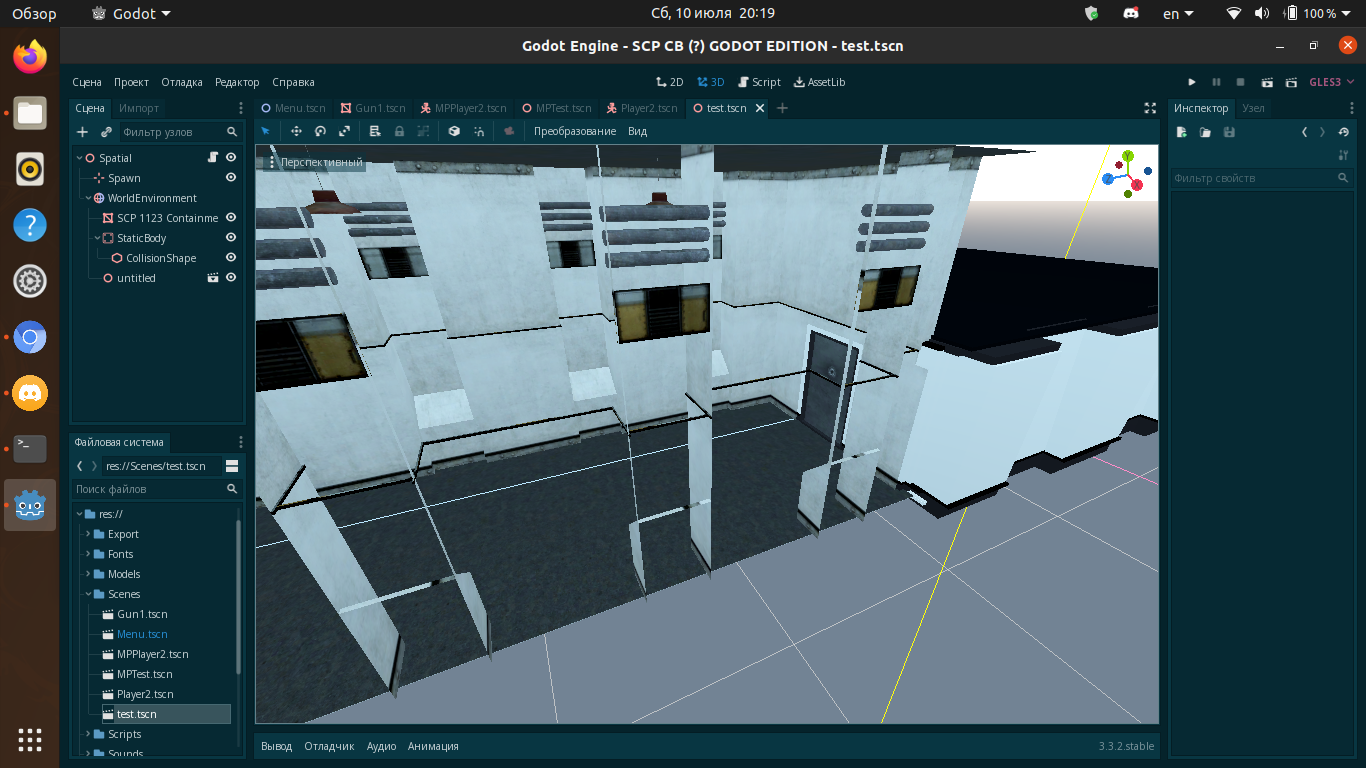 Обзор
Godot
Сб, 10 июля 20:19
en
100 %
Godot Engine - SCP CB (?) GODOT EDITION - test.tscn
Сцена Проект Отладка Редактор Справка
2D 3D Script AssetLib
GLES3
Сцена Импорт
Menu.tscn Gun1.tscn MPPlayer2.tscn MPTest.tscn Player2.tscn test.tscn
Инспектор Узел
Фильтр узлов
Преобразование Вид
Перспективный
Y
Z
X
Фильтр свойств
Spatial
Spawn
WorldEnvironment
SCP 1123 Containme
StaticBody
CollisionShape
untitled
Файловая система
res://Scenes/test.tscn
Поиск файлов
res://
Export
Fonts
Models
Scenes
Gun1.tscn
Menu.tscn
MPPlayer2.tscn
MPTest.tscn
Player2.tscn
test.tscn
Scripts
Sounds
Вывод Отладчик Аудио Анимация
3.3.2.stable